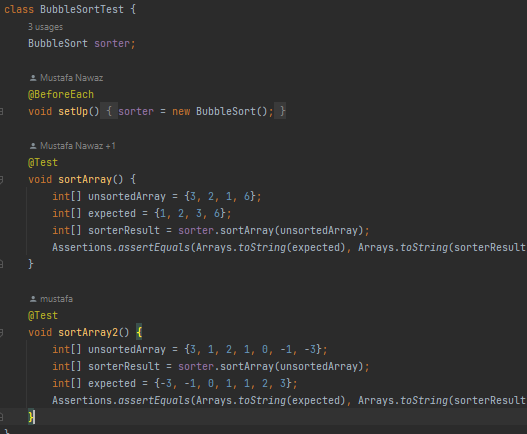 class BubbleSortTest {
3 usages
BubbleSort sorter;
Mustafa Nawaz
@BeforeEach
void setUp() { sorter = new BubbleSort(); }
Mustafa Nawaz +1
@Test
void sortArray() {
int[] unsortedArray = {3, 2, 1, 6};
int[] expected = {1, 2, 3, 6};
int[] sorterResult = sorter.sortArray(unsortedArray);
Assertions.assertEquals(Arrays.toString(expected), Arrays.toString(sorterResult
}
mustafa
@Test
void sortArray2() {
int[] unsortedArray = {3, 1, 2, 1, 0, -1, -3};
int[] sorterResult = sorter.sortArray(unsortedArray);
int[] expected = {-3, -1, 0, 1, 1, 2, 3};
Assertions.assertEquals(Arrays.toString(expected), Arrays.toString(sorterResult
}
}